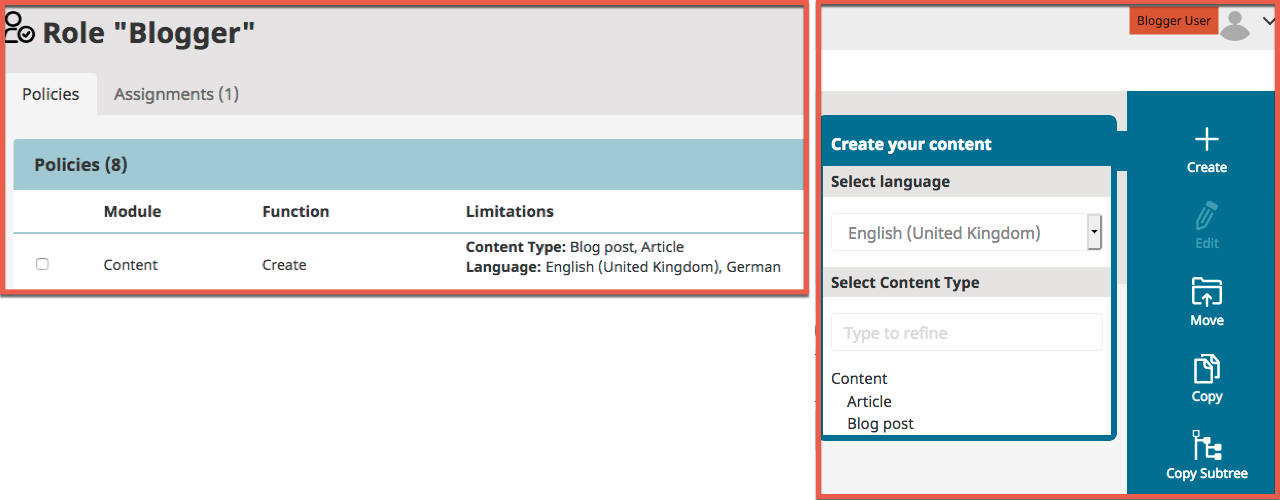 Role "Blogger"
Policies
Assignments (1)
Policies (8)
Module Function Limitations
Content Create Content Type: Blog post, Article
Language: English (United Kingdom), German
Blogger User
Create your content
Select language
English (United Kingdom)
Select Content Type
Type to refine
Content
Article
Blog post
Create
Edit
Move
Copy
Copy Subtree